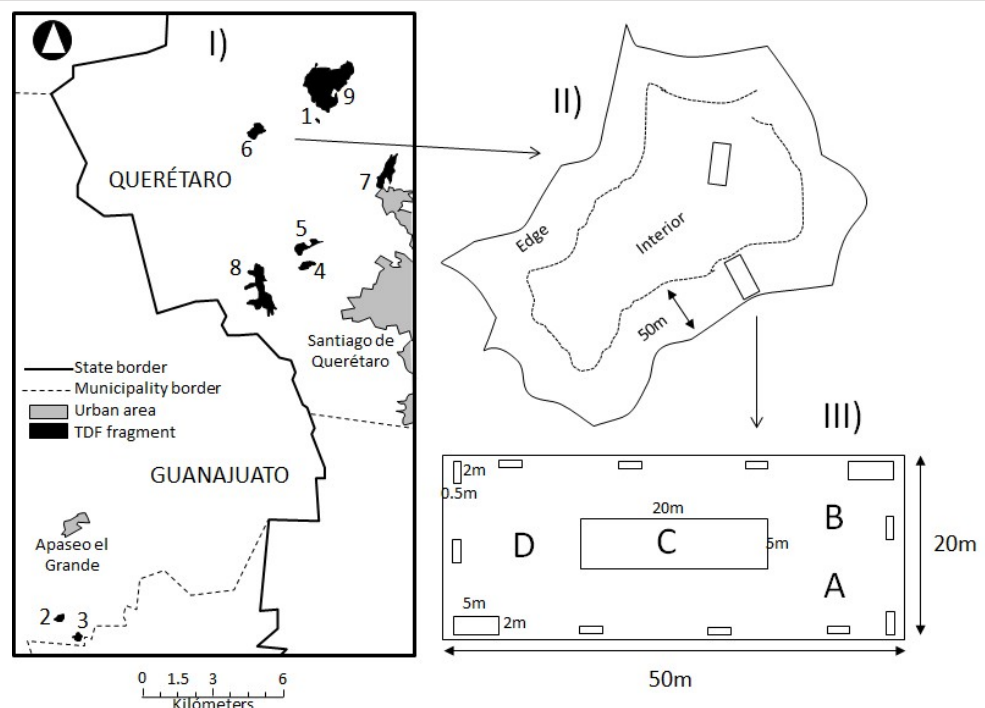 I)
9
1
6
QUERÉTARO
7
5
4
8
Santiago de
Querétaro
State border
Municipality border
Urban area
TDF fragment
GUANAJUATO
Apaseo el
Grande
2
3
0 1.5 3 6
Kilómeters
II)
Edge
Interior
50m
III)
2m
0.5m
20m
B
D
C
5m
20m
A
5m
2m
50m